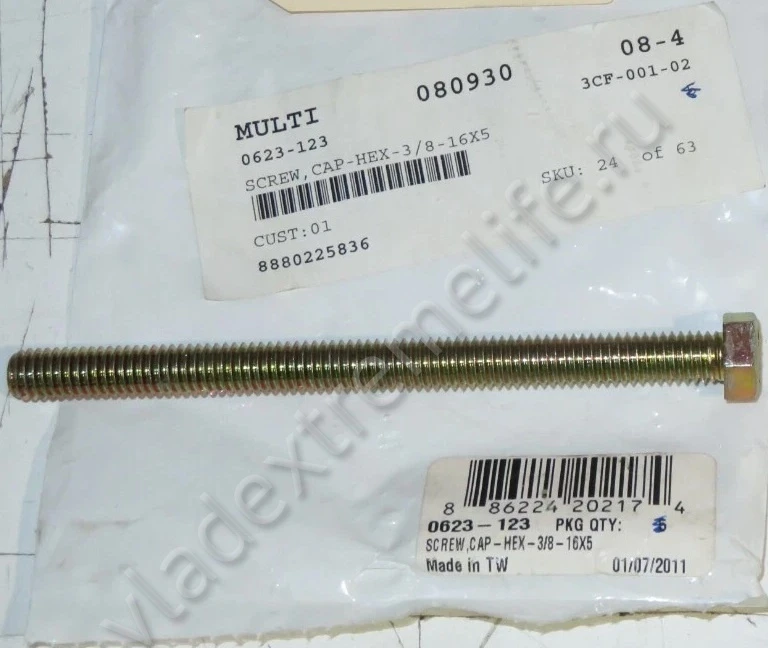 MULTI 080930 08-4
0623-123 3CF-001-02
SCREW,CAP-HEX-3/8-16X5
SKU: 24 of 63
CUST:01
8880225836
8 86224 20217 4
0623-123 PKG QTY:
SCREW,CAP-HEX-3/8-16X5
Made in TW 01/07/2011
vladextremelife.ru